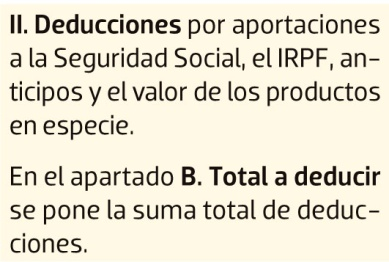 II. Deducciones por aportaciones
a la Seguridad Social, el IRPF, an-
ticipos y el valor de los productos
en especie.
En el apartado B. Total a deducir
se pone la suma total de deduc-
ciones.